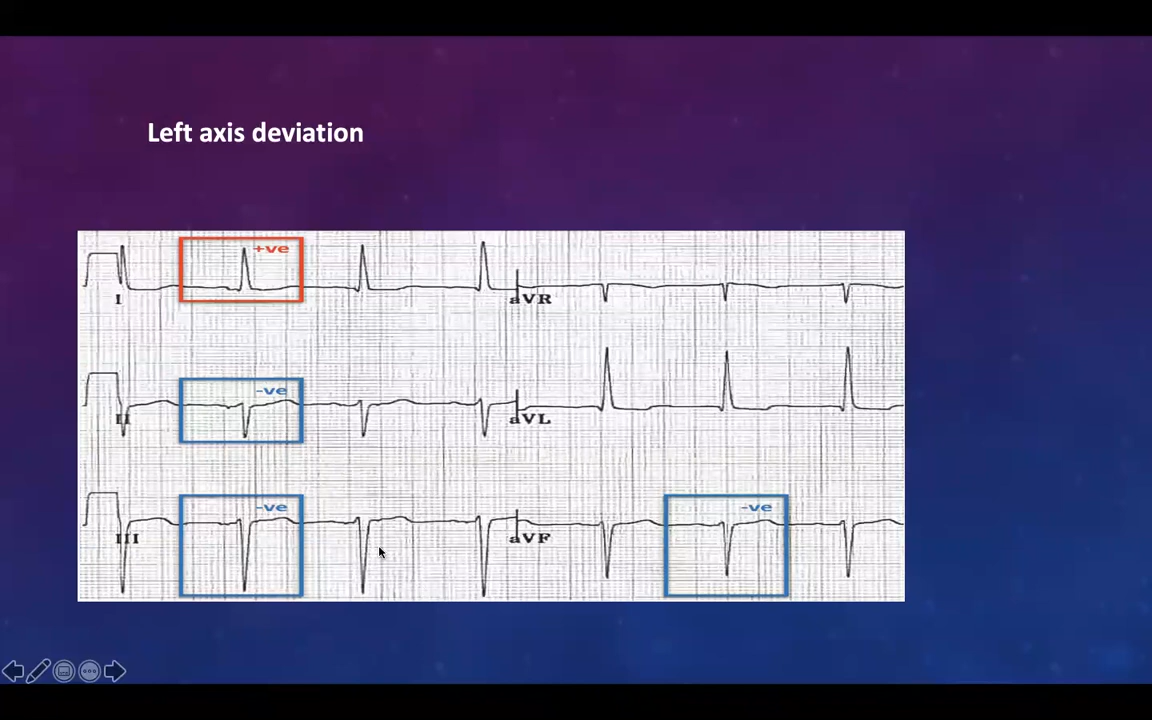 Left axis deviation
+ve
I
aVR
-ve
II
aVL
-ve
-ve
III
aVF